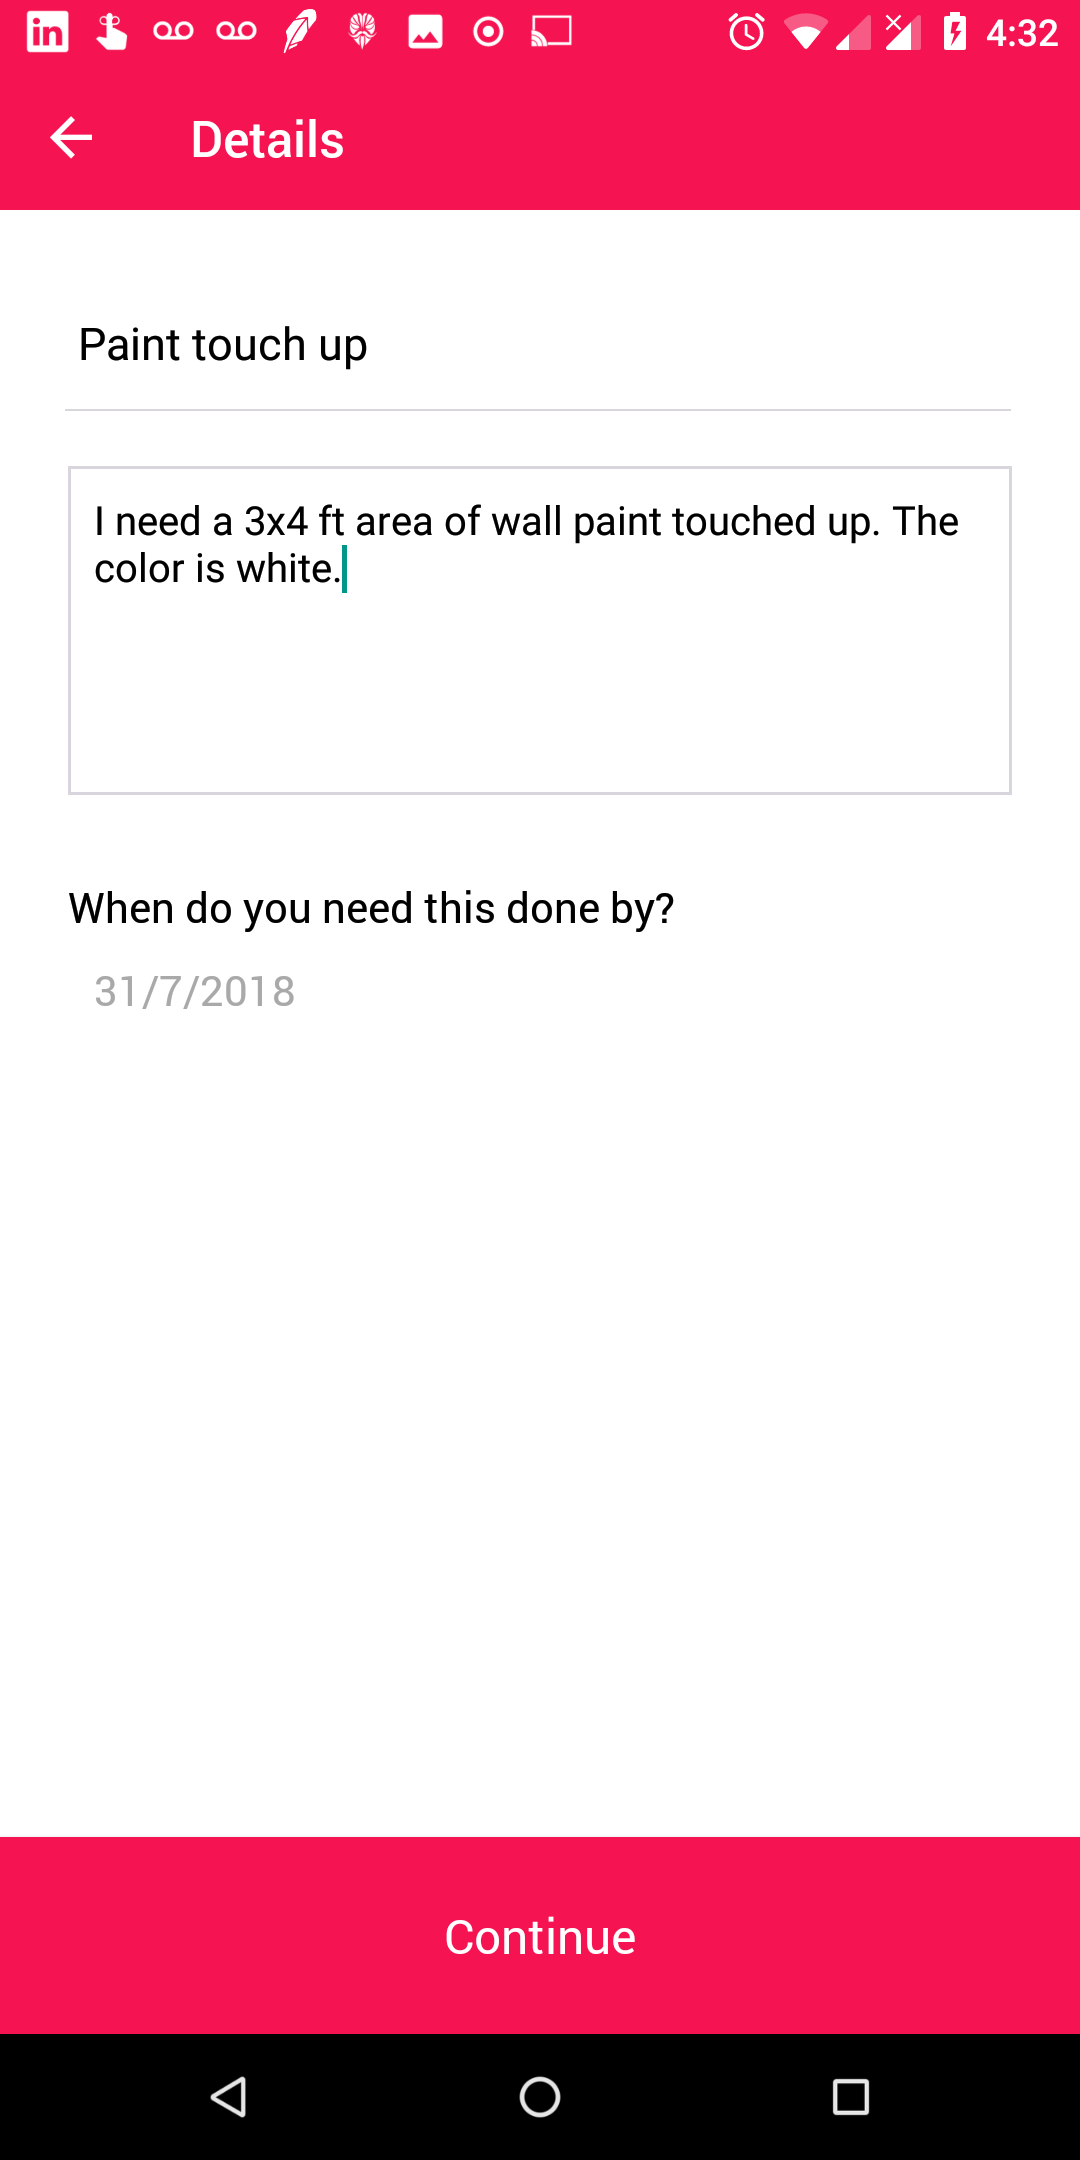 in
4:32
Details
Paint touch up
I need a 3x4 ft area of wall paint touched up. The
color is white.
When do you need this done by?
31/7/2018
Continue